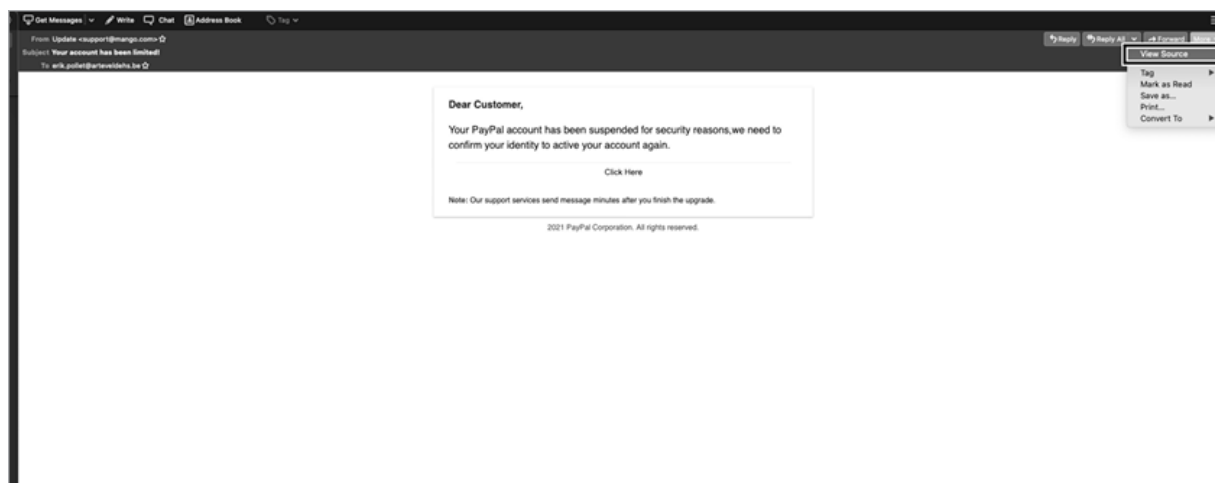 Get Messages Write Chat Address Book Tag
From Update <support@mango.com> Reply Reply All Forward More
Subject Your account has been limited!
To erik.pollet@arteveldehs.be
View Source
Tag
Mark as Read
Save as...
Print...
Convert To
Dear Customer,
Your PayPal account has been suspended for security reasons,we need to
confirm your identity to active your account again.
Click Here
Note: Our support services send message minutes after you finish the upgrade.
2021 PayPal Corporation. All rights reserved.